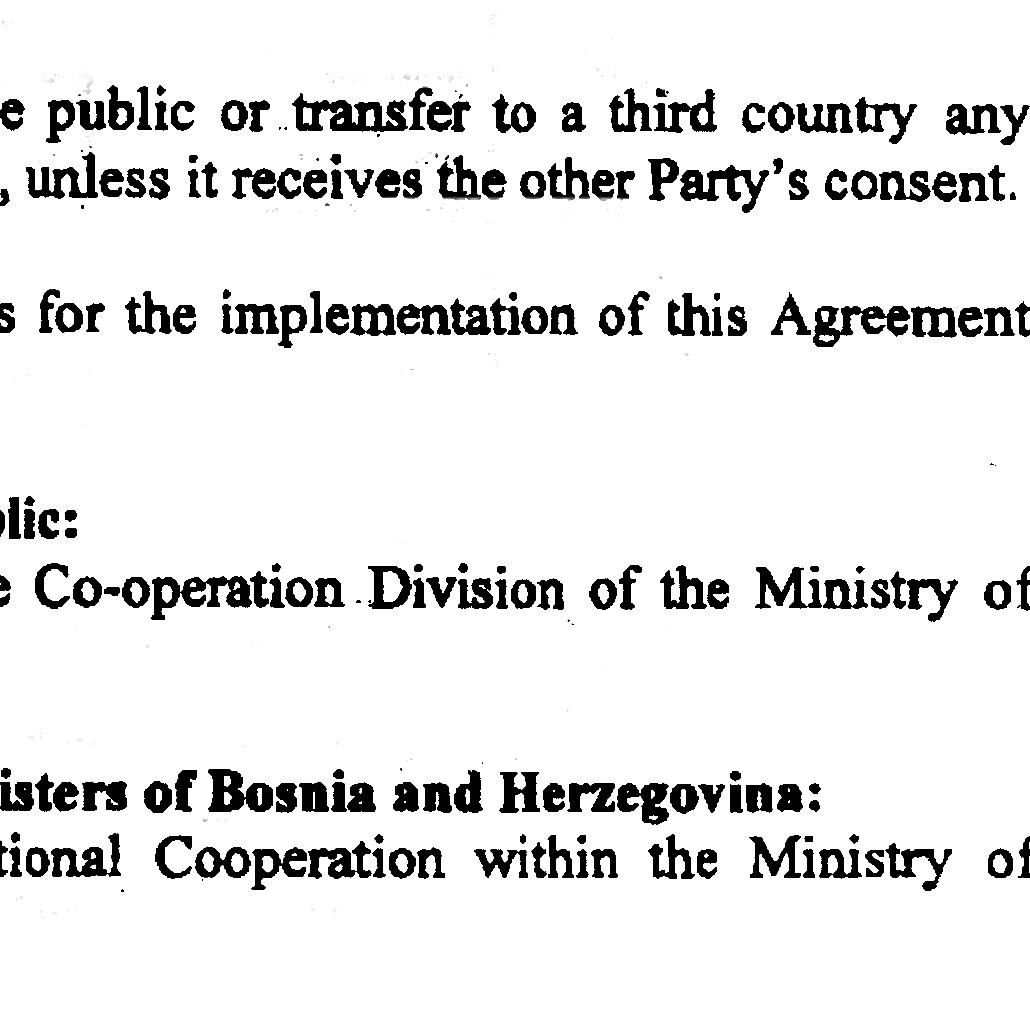 e public or transfer to a third country any
, unless it receives the other Party's consent.
s for the implementation of this Agreement
lic:
e Co-operation Division of the Ministry of
isters of Bosnia and Herzegovina:
tional Cooperation within the Ministry of